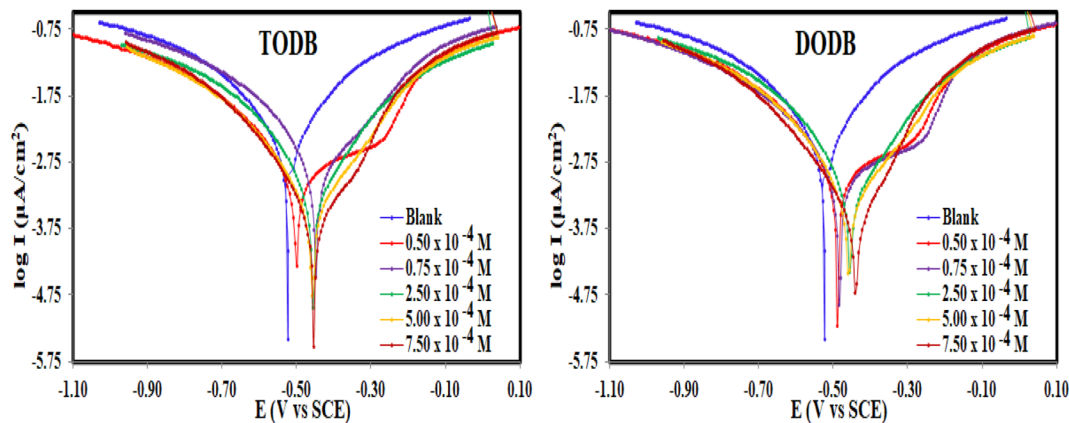 TODB
log I (µA/cm²)
-0.75
-1.75
-2.75
-3.75
-4.75
-5.75
Blank
0.50 x 10 -4 M
0.75 x 10 -4 M
2.50 x 10 -4 M
5.00 x 10 -4 M
7.50 x 10 -4 M
-1.10 -0.90 -0.70 -0.50 -0.30 -0.10 0.10
E (V vs SCE)
DODB
log I (µA/cm²)
-0.75
-1.75
-2.75
-3.75
-4.75
-5.75
Blank
0.50 x 10 -4 M
0.75 x 10 -4 M
2.50 x 10 -4 M
5.00 x 10 -4 M
7.50 x 10 -4 M
-1.10 -0.90 -0.70 -0.50 -0.30 -0.10 0.10
E (V vs SCE)